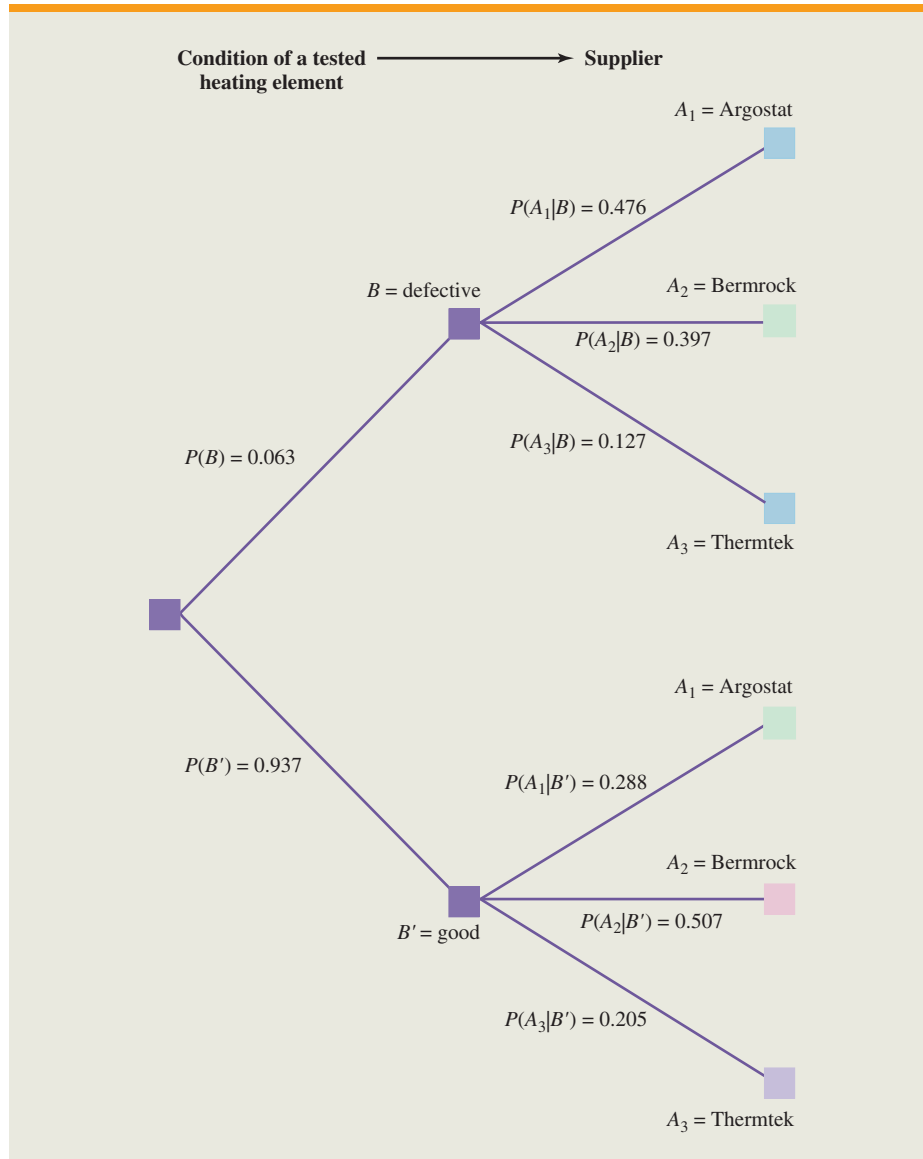 Condition of a tested ⟶ Supplier
heating element
A₁ = Argostat
P(A₁|B) = 0.476
B = defective
A₂ = Bermrock
P(A₂|B) = 0.397
P(A₃|B) = 0.127
P(B) = 0.063
A₃ = Thermtek
A₁ = Argostat
P(B′) = 0.937
P(A₁|B′) = 0.288
A₂ = Bermrock
P(A₂|B′) = 0.507
B′ = good
P(A₃|B′) = 0.205
A₃ = Thermtek